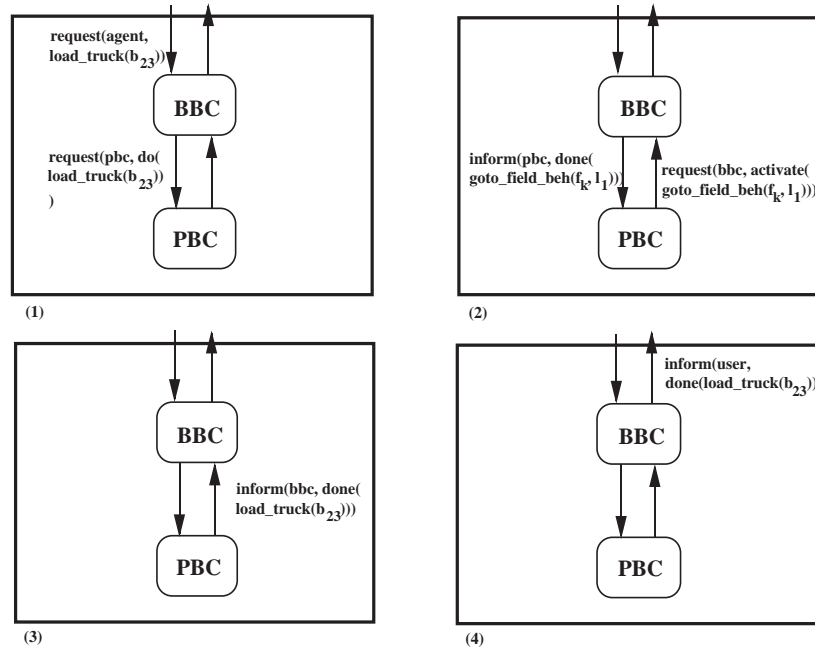 request(agent,
load_truck(b23))
BBC
request(pbc, do(
load_truck(b23))
)
PBC
(1)
BBC
inform(pbc, done(
goto_field_beh(fk, l1)))
request(bbc, activate(
goto_field_beh(fk, l1)))
PBC
(2)
BBC
inform(bbc, done(
load_truck(b23)))
PBC
(3)
inform(user,
done(load_truck(b23))
BBC
PBC
(4)